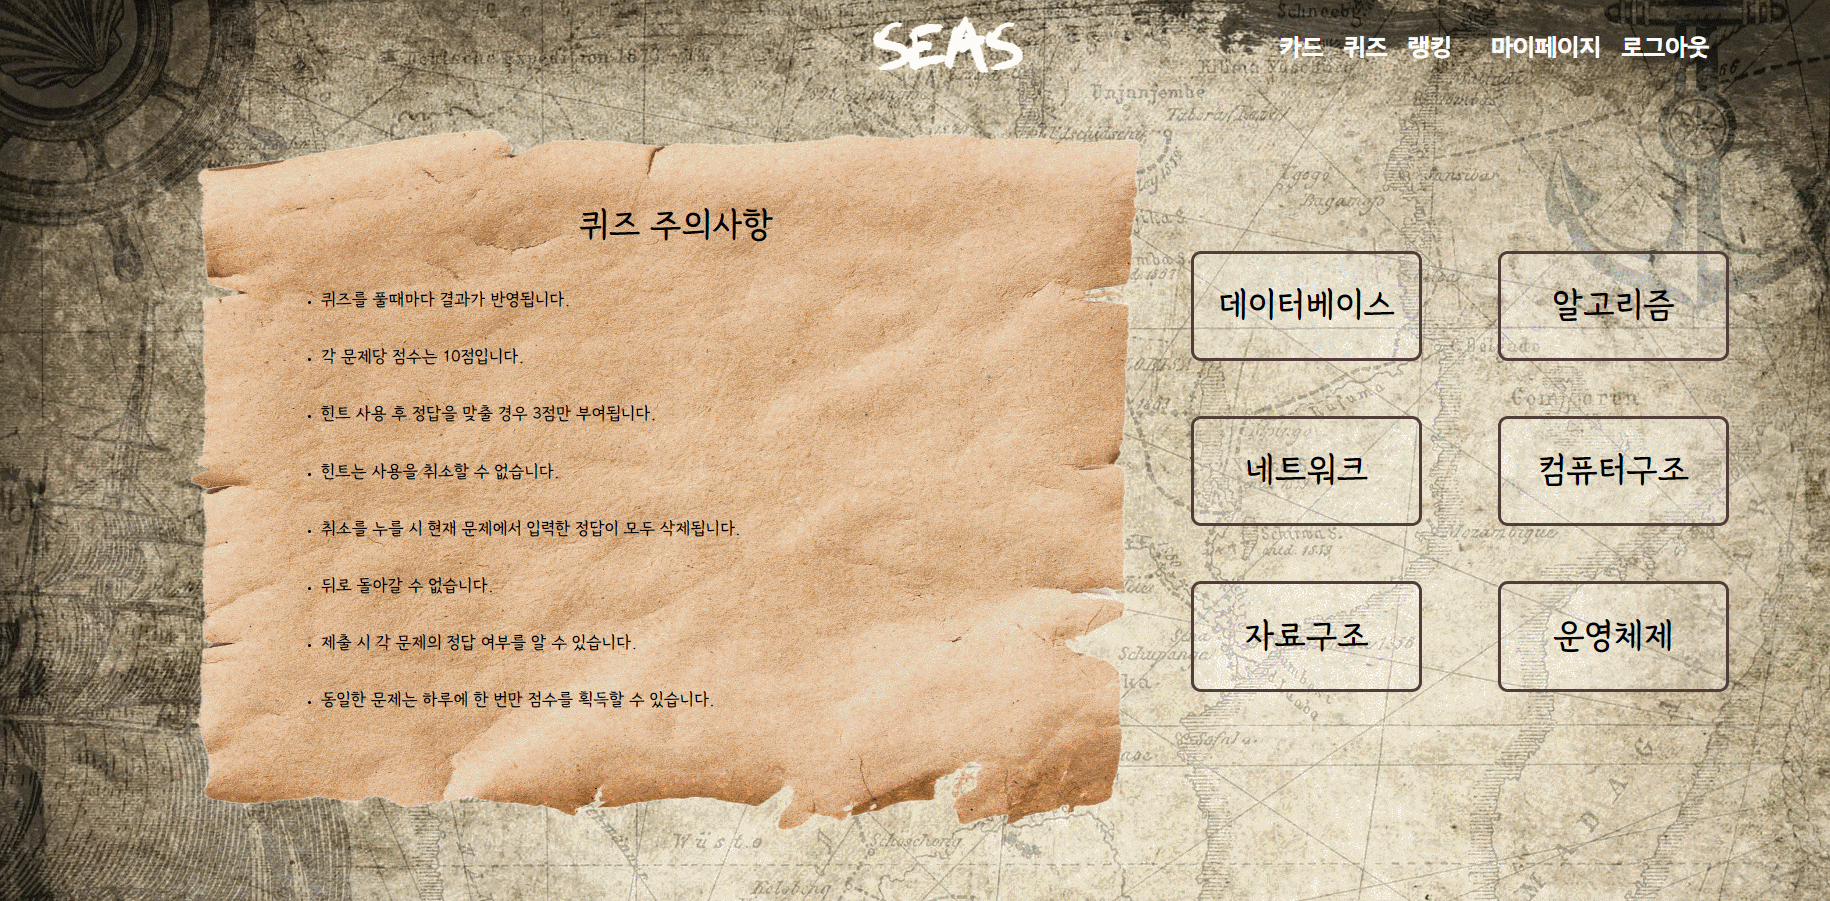 SEAS
카드 퀴즈 랭킹 마이페이지 로그아웃
퀴즈 주의사항
• 퀴즈를 풀때마다 결과가 반영됩니다.
• 각 문제당 점수는 10점입니다.
• 힌트 사용 후 정답을 맞출 경우 3점만 부여됩니다.
• 힌트는 사용을 취소할 수 없습니다.
• 취소를 누를 시 현재 문제에서 입력한 정답이 모두 삭제됩니다.
• 뒤로 돌아갈 수 없습니다.
• 제출 시 각 문제의 정답 여부를 알 수 있습니다.
• 동일한 문제는 하루에 한 번만 점수를 획득할 수 있습니다.
데이터베이스 알고리즘
네트워크 컴퓨터구조
자료구조 운영체제
Schneebg.
Unjanjembe
Ugogo
Sansibar
Bagamojo
Mozambique
Schupanga
Sofala
Wüste